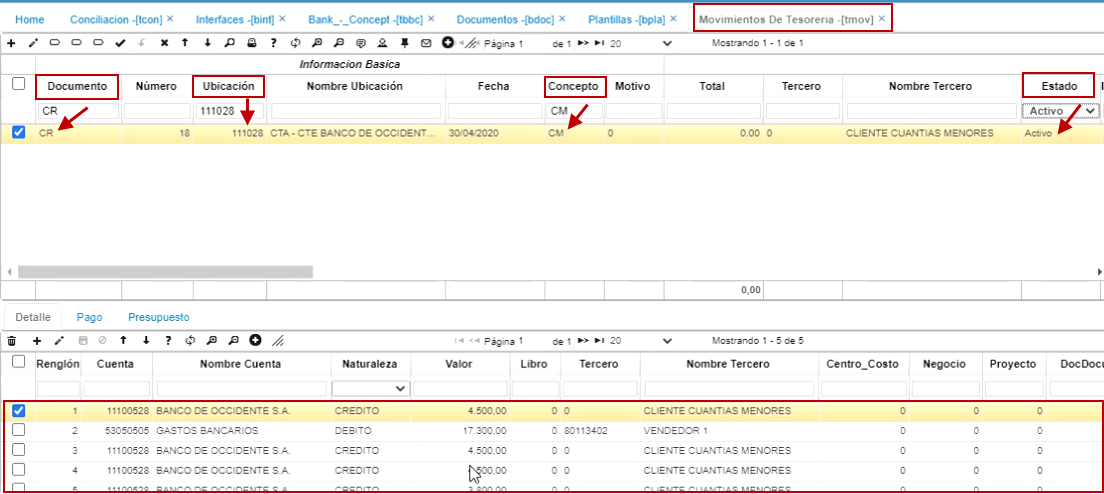 Home Conciliacion -[tcon] × Interfaces -[bint] × Bank_-_Concept -[tbbc] × Documentos -[bdoc] × Plantillas -[bpla] × Movimientos De Tesoreria -[tmov] ×
Página 1 de 1 20 Mostrando 1 - 1 de 1
Informacion Basica
Documento Número Ubicación Nombre Ubicación Fecha Concepto Motivo Total Tercero Nombre Tercero Estado
CR 111028 CM Activo
CR 18 111028 CTA - CTE BANCO DE OCCIDENT... 30/04/2020 CM 0 0.00 0 CLIENTE CUANTIAS MENORES Activo
0,00
Detalle Pago Presupuesto
Página 1 de 1 20 Mostrando 1 - 5 de 5
Renglón Cuenta Nombre Cuenta Naturaleza Valor Libro Tercero Nombre Tercero Centro_Costo Negocio Proyecto DocDocu
1 11100528 BANCO DE OCCIDENTE S.A. CREDITO 4.500,00 0 0 CLIENTE CUANTIAS MENORES 0 0 0
2 53050505 GASTOS BANCARIOS DEBITO 17.300,00 0 80113402 VENDEDOR 1 0 0 0
3 11100528 BANCO DE OCCIDENTE S.A. CREDITO 4.500,00 0 0 CLIENTE CUANTIAS MENORES 0 0 0
4 11100528 BANCO DE OCCIDENTE S.A. CREDITO 500,00 0 0 CLIENTE CUANTIAS MENORES 0 0 0
5 11100528 BANCO DE OCCIDENTE S.A. CREDITO 3.800,00 0 0 CLIENTE CUANTIAS MENORES 0 0 0